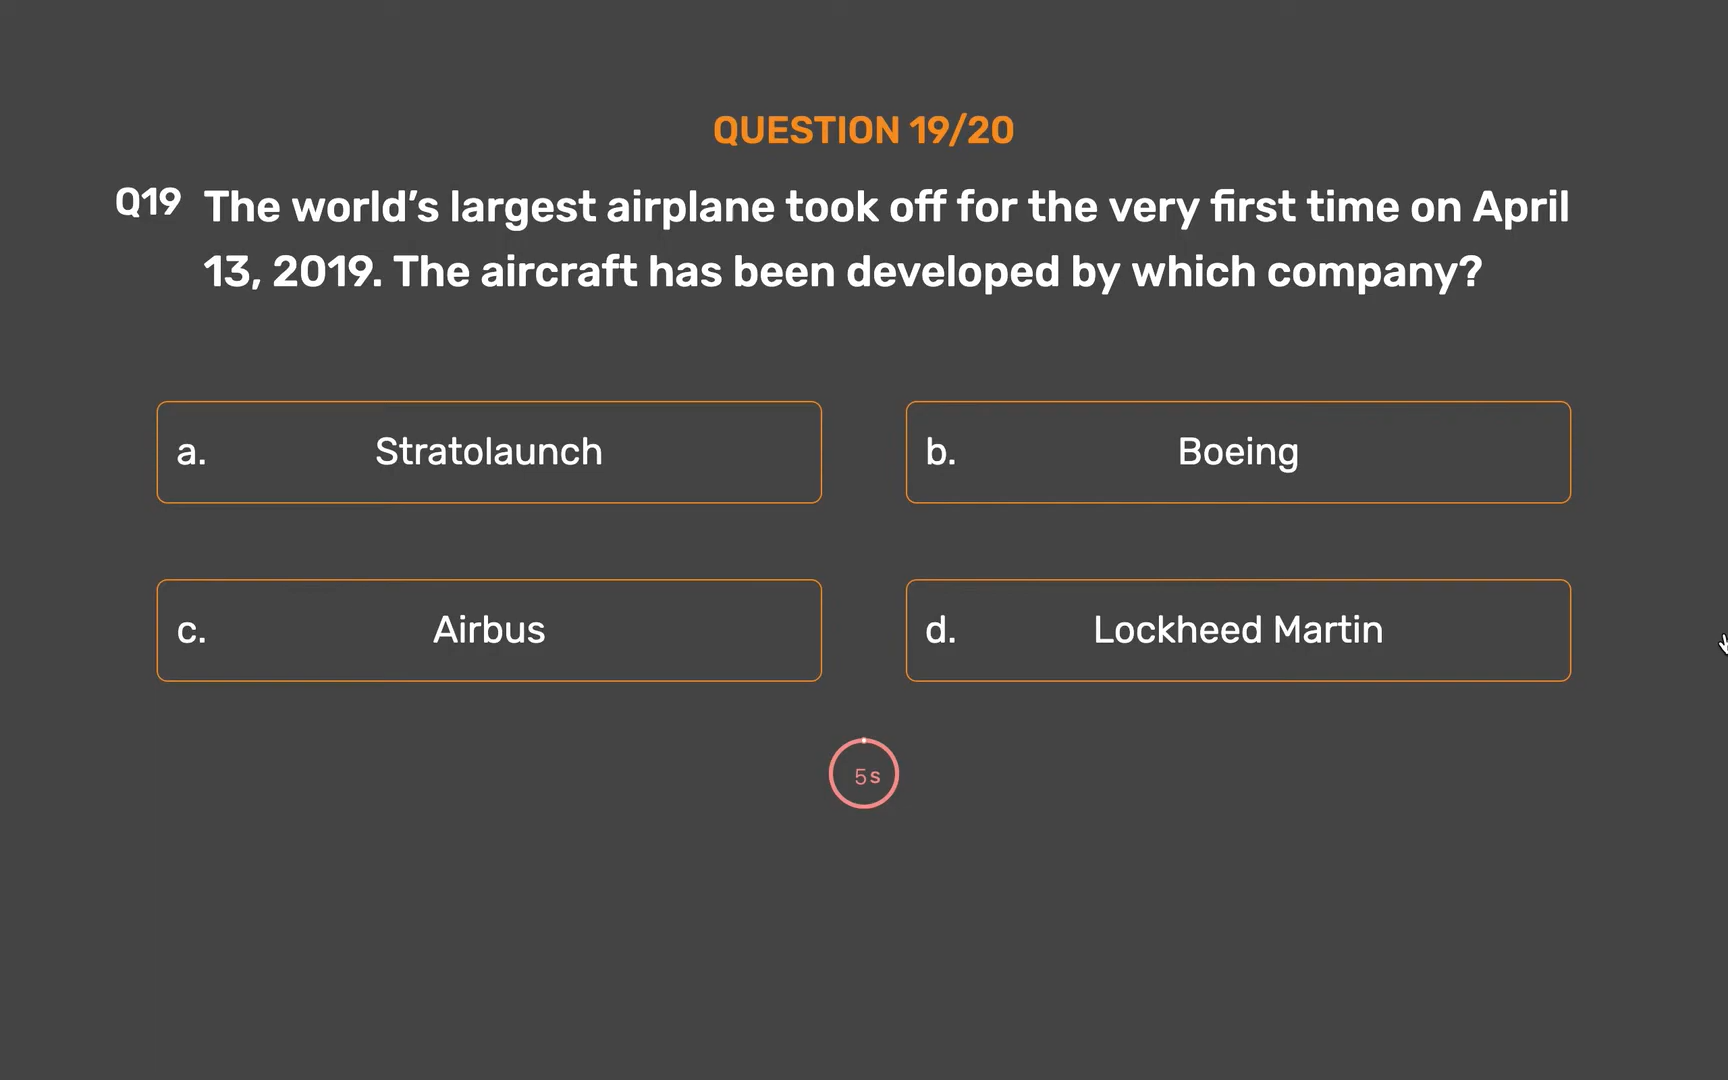 QUESTION 19/20
Q19 The world’s largest airplane took off for the very first time on April
13, 2019. The aircraft has been developed by which company?
a. Stratolaunch
b. Boeing
c. Airbus
d. Lockheed Martin
5s